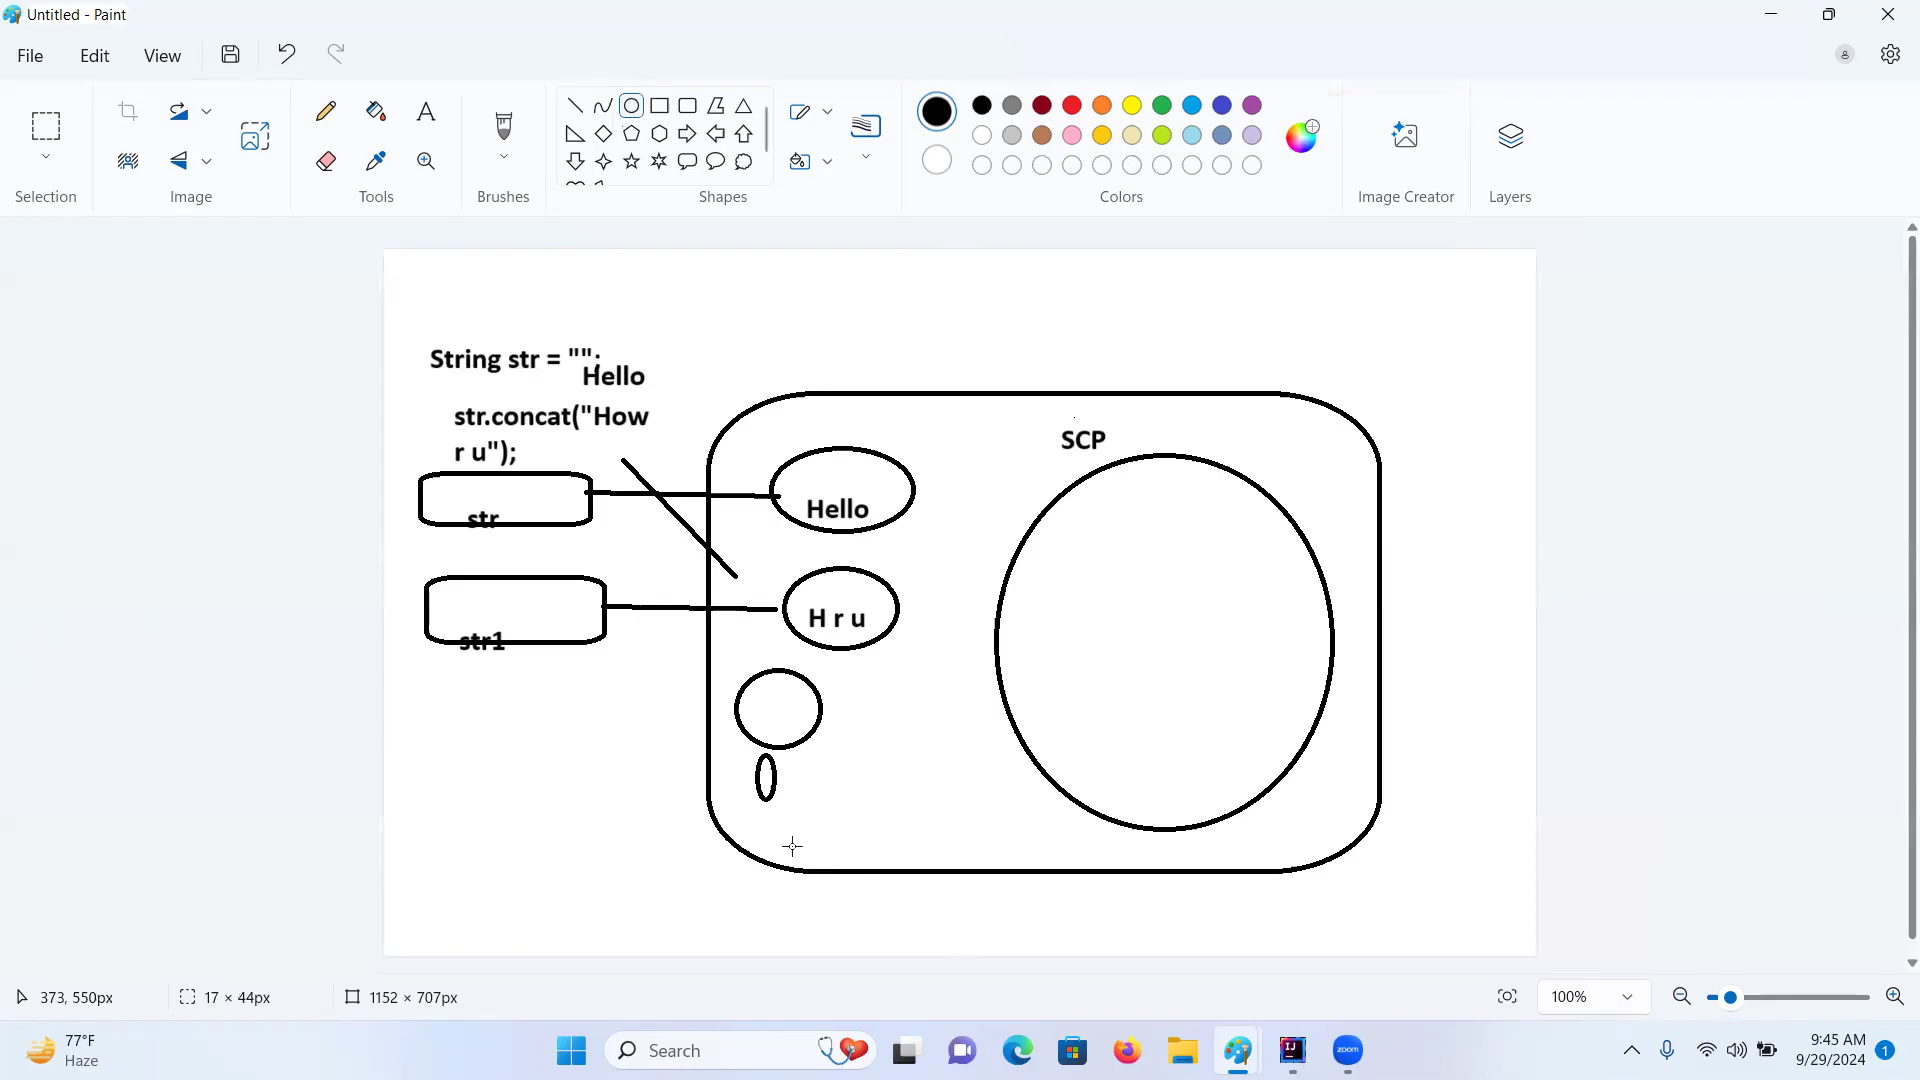 Untitled - Paint
File Edit View
Selection Image Tools Brushes Shapes Colors Image Creator Layers
String str = "";
Hello
str.concat("How
r u");
SCP
Hello
str
H r u
str1
373, 550px 17 × 44px 1152 × 707px 100%
77°F
Haze
Search
zoom
9:45 AM
9/29/2024
1